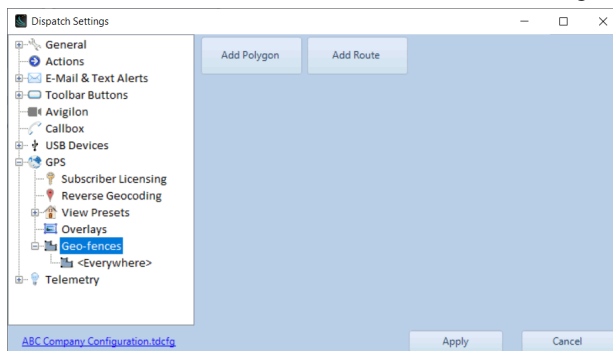 Dispatch Settings
General
Actions
E-Mail & Text Alerts
Toolbar Buttons
Avigilon
Callbox
USB Devices
GPS
Subscriber Licensing
Reverse Geocoding
View Presets
Overlays
Geo-fences
<Everywhere>
Telemetry
Add Polygon
Add Route
ABC Company Configuration.tdcfg
Apply
Cancel